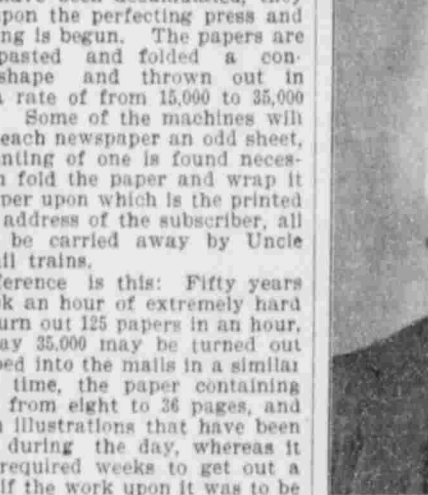 upon the perfecting press and
ng is begun. The papers are
pasted and folded a con-
shape and thrown out in
rate of from 15,000 to 35,000
Some of the machines will
each newspaper an odd sheet,
nting of one is found neces-
fold the paper and wrap it
per upon which is the printed
address of the subscriber, all
be carried away by Uncle
il trains.
ference is this: Fifty years
ok an hour of extremely hard
urn out 125 papers in an hour.
ay 35,000 may be turned out
ped into the mails in a similar
time, the paper containing
from eight to 36 pages, and
illustrations that have been
during the day, whereas it
required weeks to get out a
if the work upon it was to be